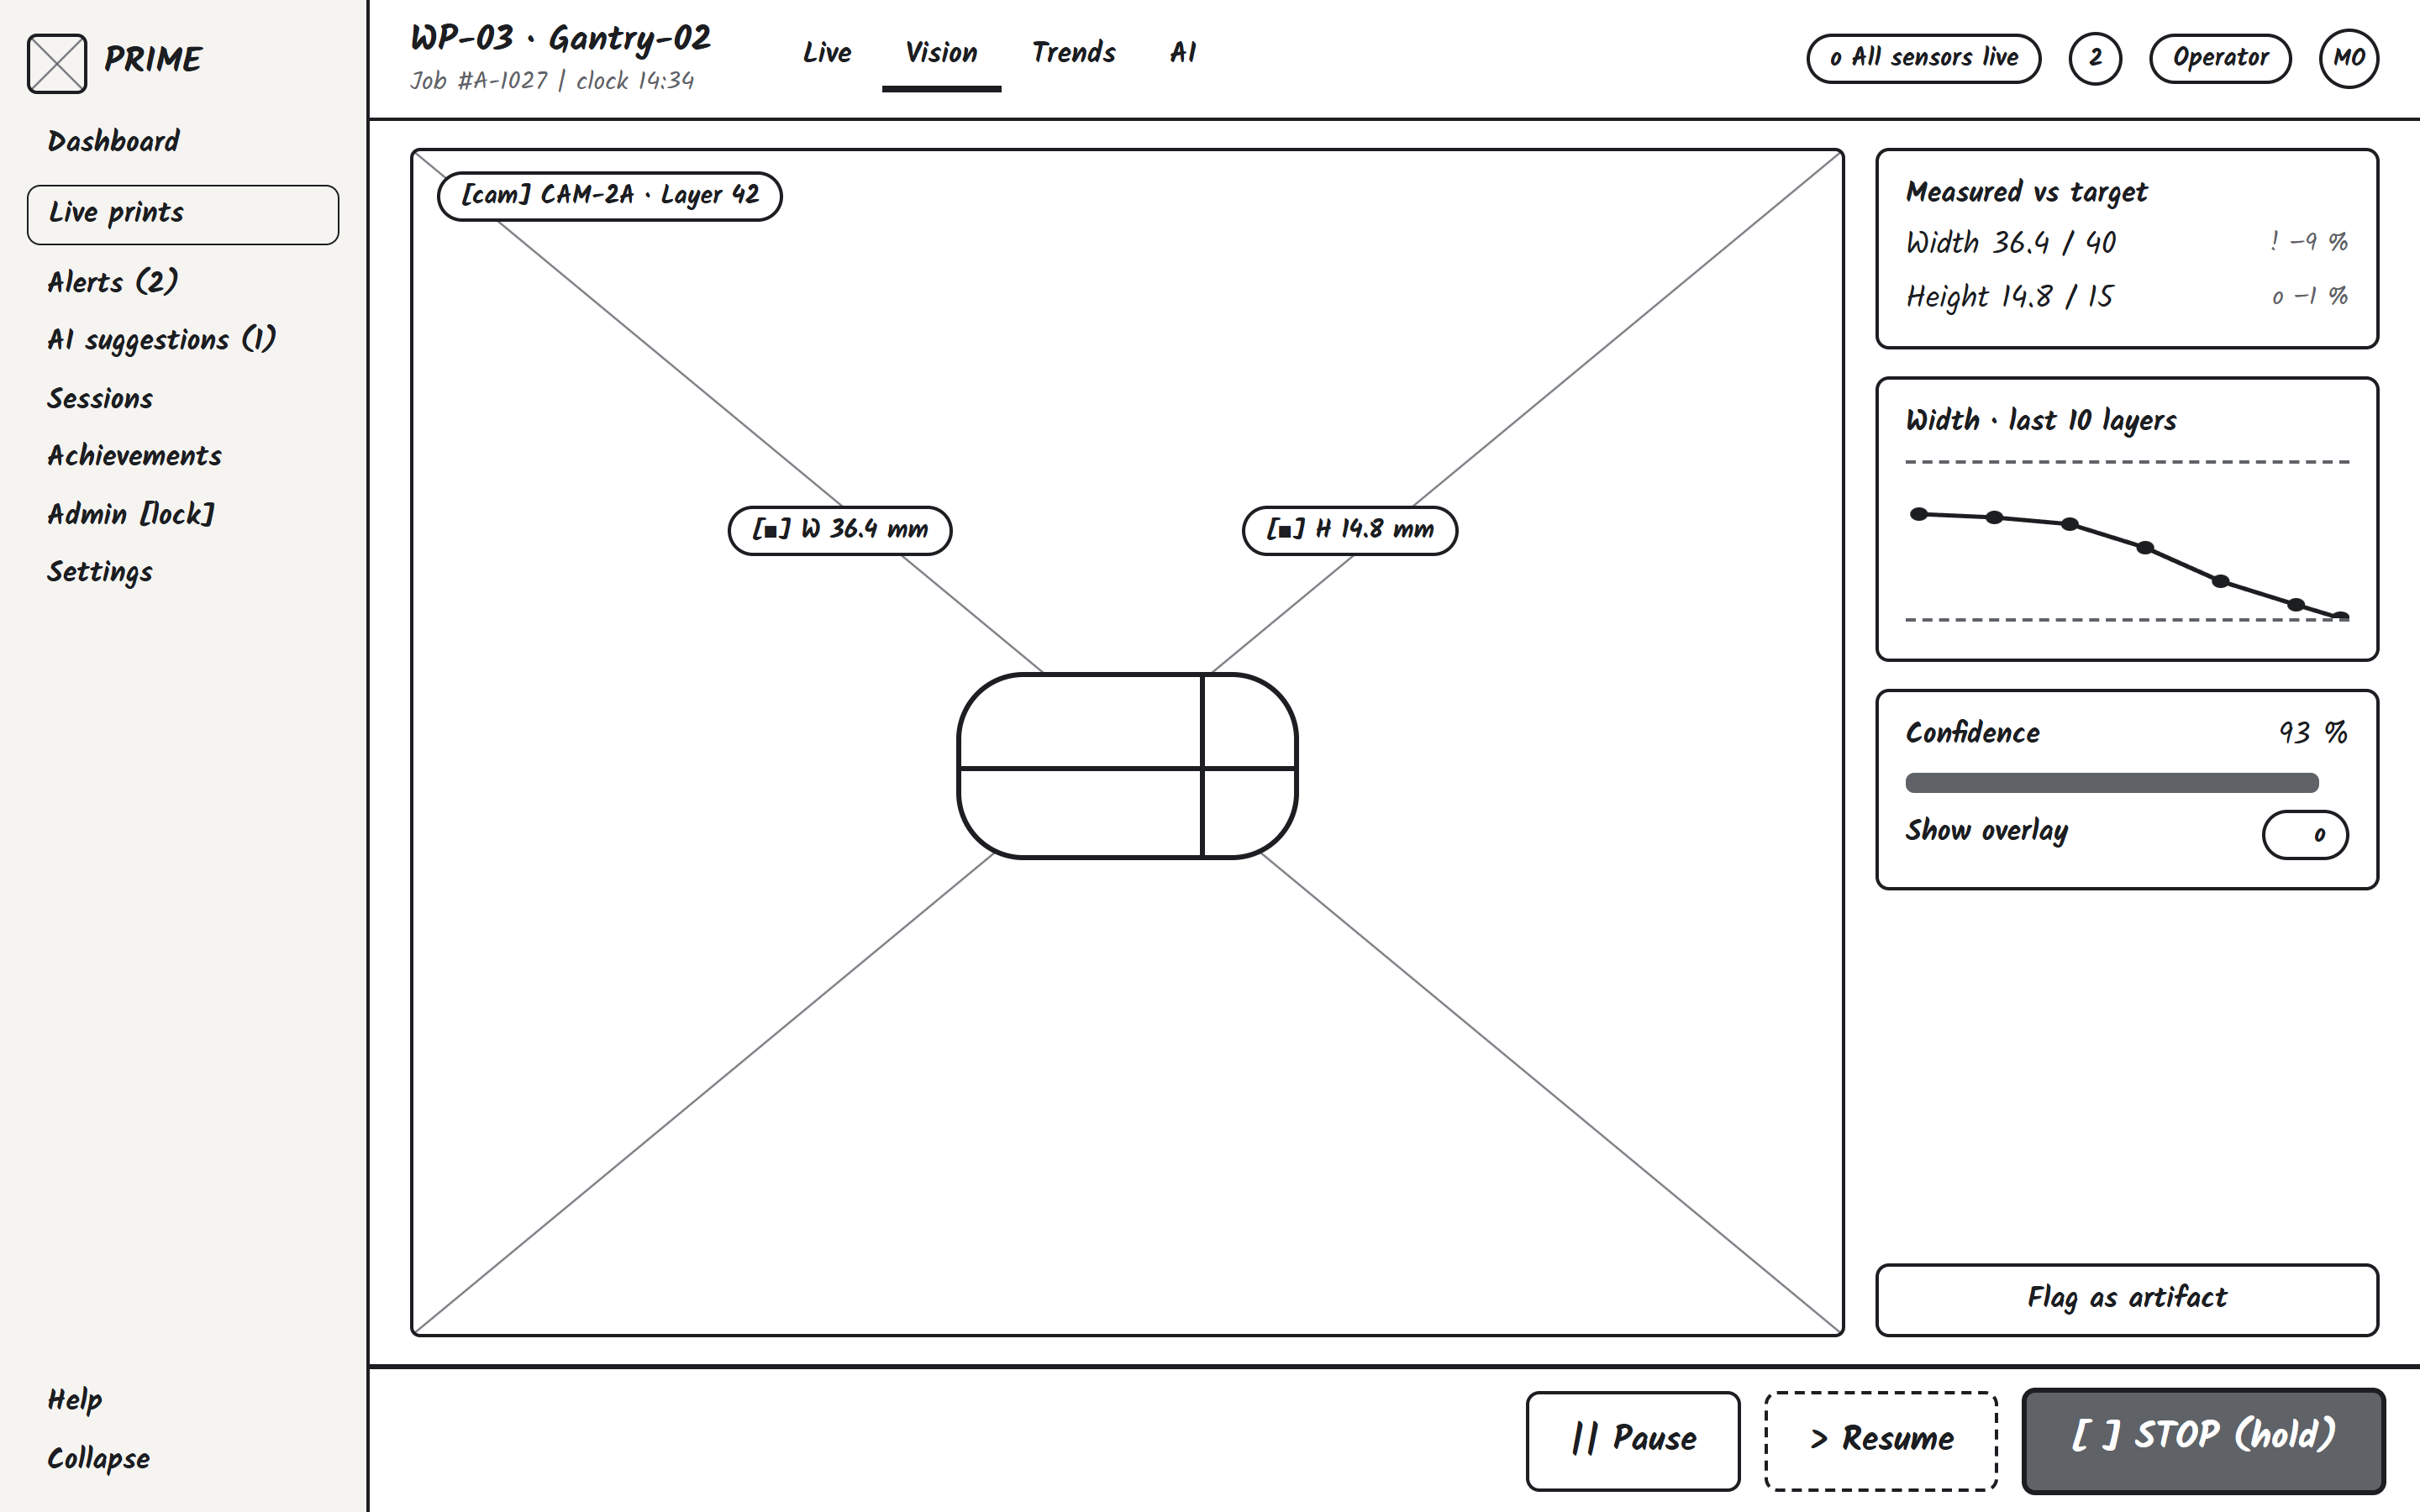 PRIME
Dashboard
Live prints
Alerts (2)
AI suggestions (1)
Sessions
Achievements
Admin [lock]
Settings
Help
Collapse
WP-03 · Gantry-02
Job #A-1027 | clock 14:34
Live
Vision
Trends
AI
o All sensors live
2
Operator
MO
[cam] CAM-2A · Layer 42
[■] W 36.4 mm
[■] H 14.8 mm
Measured vs target
Width 36.4 / 40 ! −9 %
Height 14.8 / 15 o −1 %
Width · last 10 layers
Confidence 93 %
Show overlay o
Flag as artifact
|| Pause
> Resume
[ ] STOP (hold)